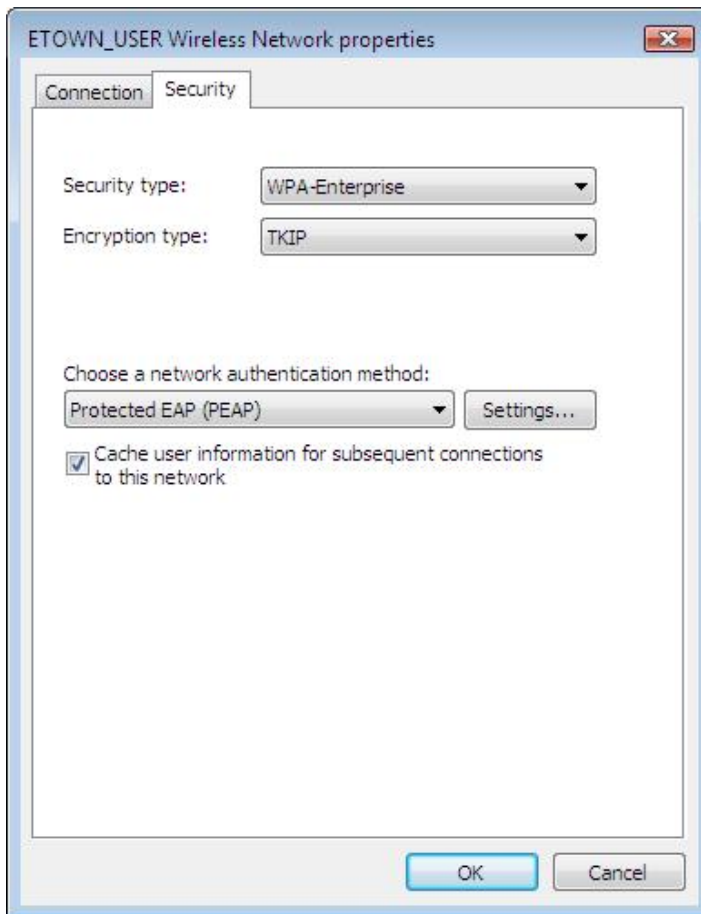 ETOWN_USER Wireless Network properties
Connection
Security
Security type:
WPA-Enterprise
Encryption type:
TKIP
Choose a network authentication method:
Protected EAP (PEAP)
Settings...
Cache user information for subsequent connections
to this network
OK
Cancel